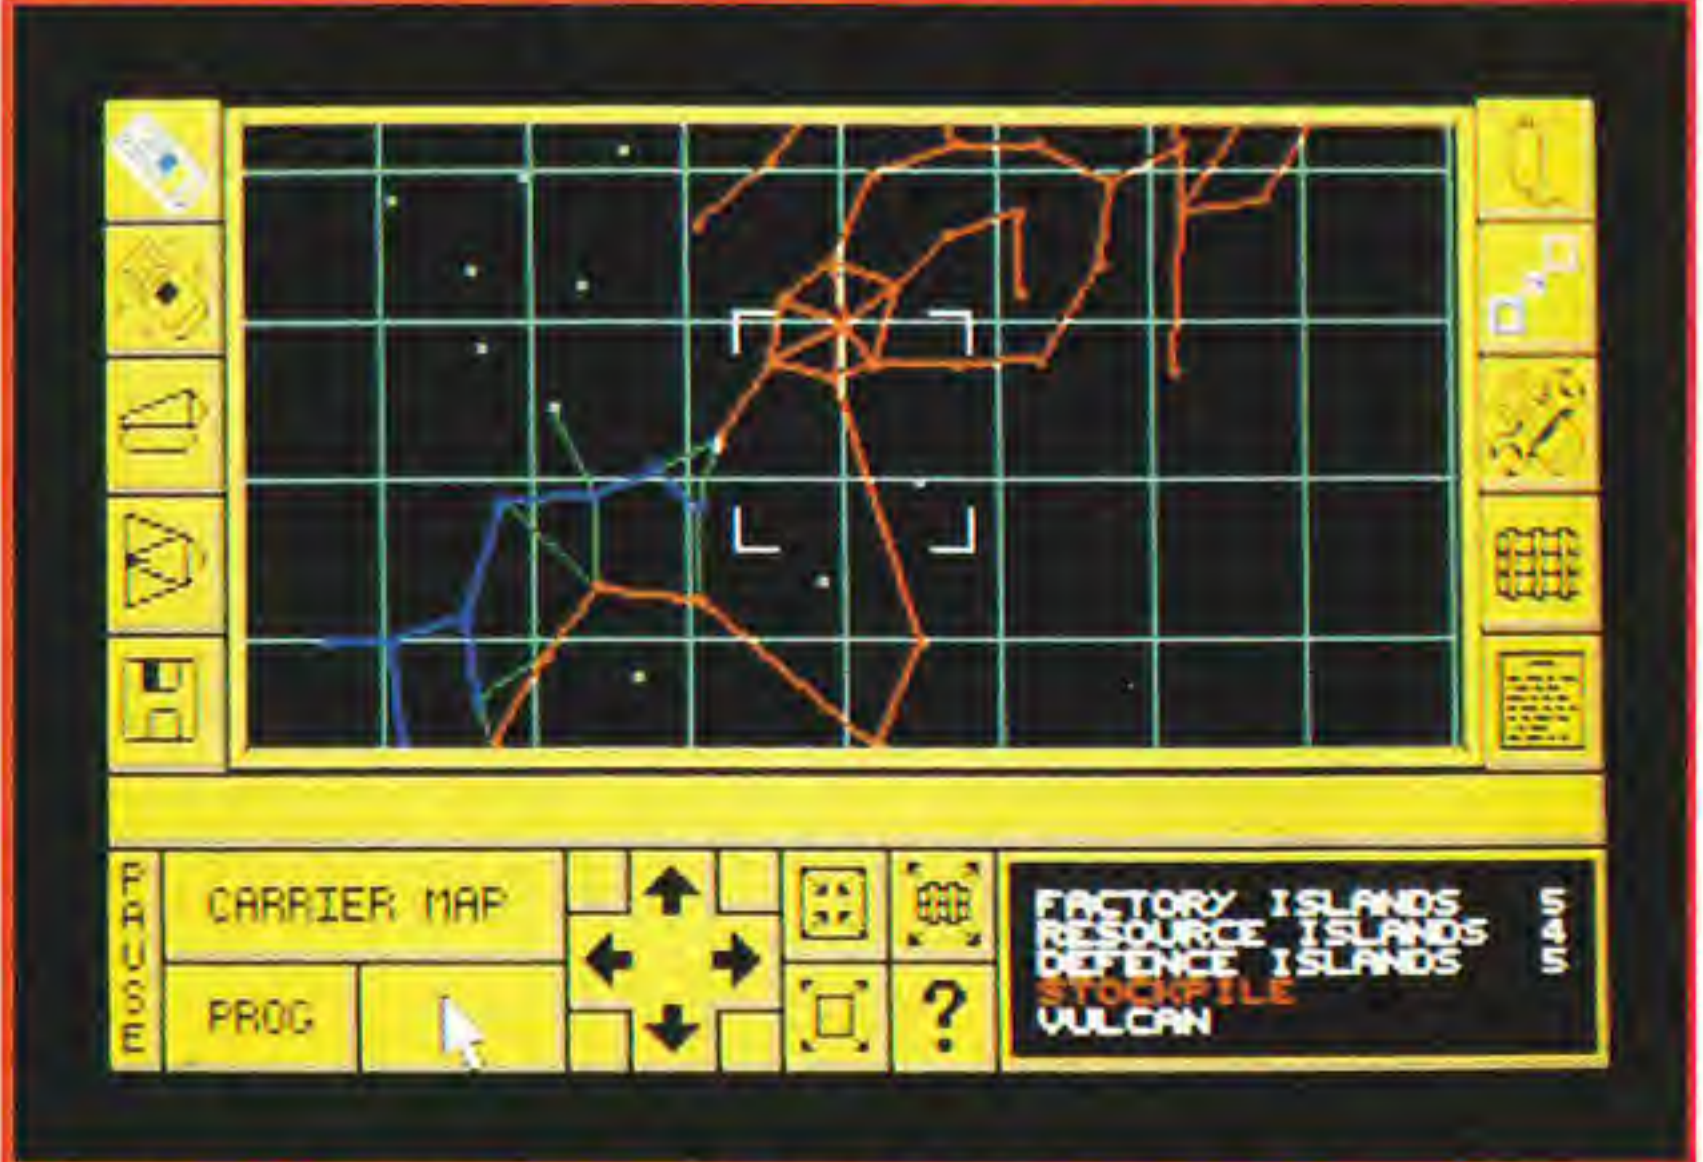 PAUSE
CARRIER MAP
PROG
?
FACTORY ISLANDS 5
RESOURCE ISLANDS 4
DEFENCE ISLANDS 5
STOCKPILE
VULCAN